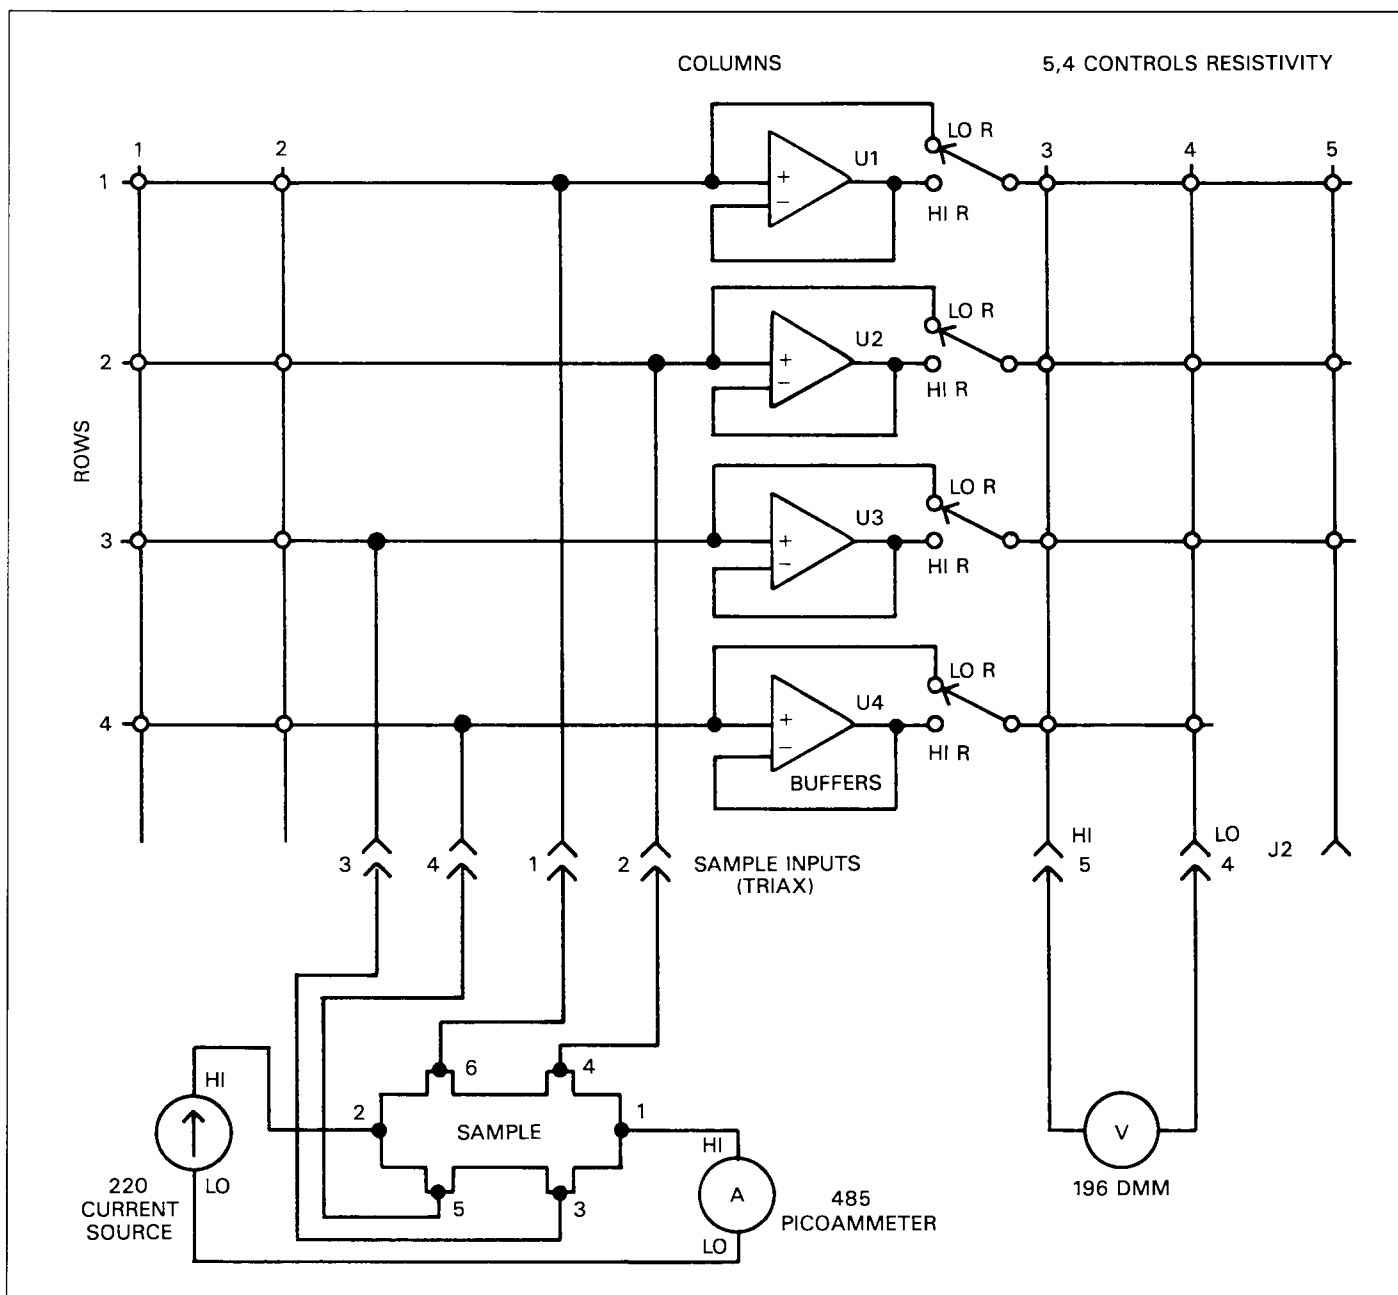 COLUMNS
5,4 CONTROLS RESISTIVITY
1
2
3
4
5
1
+
−
U1
LO R
HI R
ROWS
2
+
−
U2
LO R
HI R
3
+
−
U3
LO R
HI R
4
+
−
U4
LO R
HI R
BUFFERS
3
4
1
2
SAMPLE INPUTS
(TRIAX)
HI
5
LO
4
J2
HI
LO
220
CURRENT
SOURCE
2
6
4
1
SAMPLE
5
3
HI
A
LO
485
PICOAMMETER
V
196 DMM